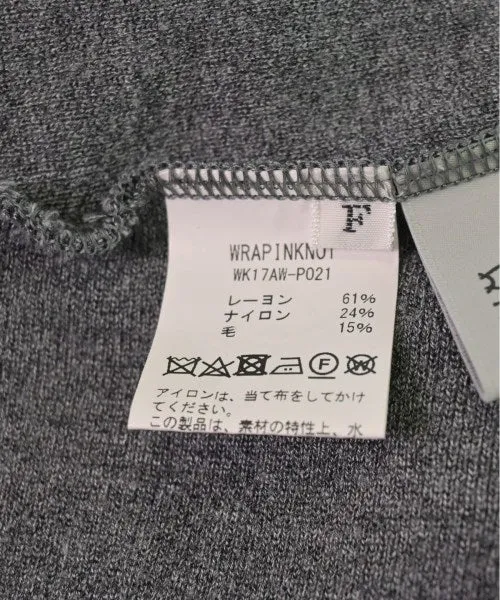 F
WRAPINKNOT
WK17AW-P021
レーヨン 61%
ナイロン 24%
毛 15%
アイロンは、当て布をしてかけ
てください。
この製品は、素材の特性上、水